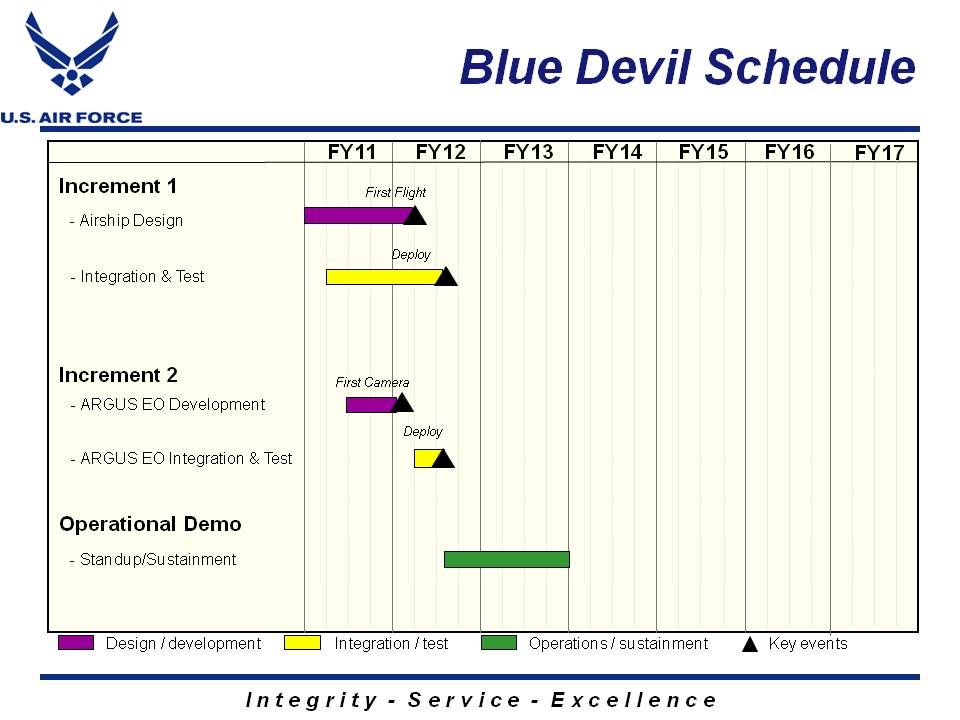 Blue Devil Schedule
U.S. AIR FORCE
FY11 FY12 FY13 FY14 FY15 FY16 FY17
Increment 1
First Flight
- Airship Design
Deploy
- Integration & Test
Increment 2
First Camera
- ARGUS EO Development
Deploy
- ARGUS EO Integration & Test
Operational Demo
- Standup/Sustainment
Design / development Integration / test Operations / sustainment Key events
Integrity - Service - Excellence